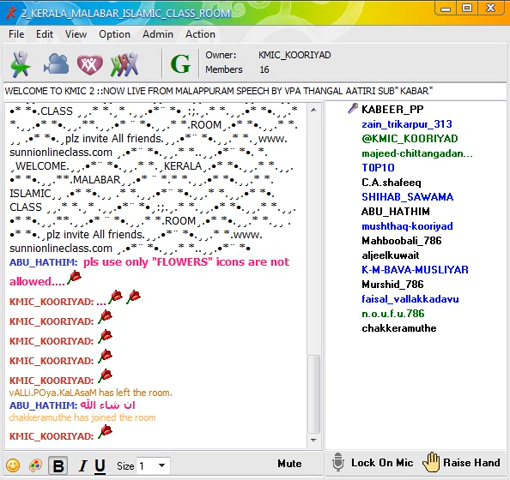 2_KERALA_MALABAR_ISLAMIC_CLASS_ROOM
File Edit View Option Admin Action
G Owner: KMIC_KOORIYAD
Members 16
WELCOME TO KMIC 2 ::NOW LIVE FROM MALAPPURAM SPEECH BY VPA THANGAL AATIRI SUB" KABAR"
.CLASS
.ROOM
plz invite All friends. www.
sunnionlineclass.com
WELCOME. KERALA
MALABAR
ISLAMIC
CLASS
.ROOM
plz invite All friends. www.
sunnionlineclass.com
ABU_HATHIM: pls use only "FLOWERS" icons are not
allowed....
KMIC_KOORIYAD: ...
KMIC_KOORIYAD:
KMIC_KOORIYAD:
KMIC_KOORIYAD:
KMIC_KOORIYAD:
vALLi.POya.KaLAsaM has left the room.
ABU_HATHIM: ان شاء الله
chakkeramuthe has joined the room
KMIC_KOORIYAD:
KABEER_PP
zain_trikarpur_313
@KMIC_KOORIYAD
majeed-chittangadan...
TOP10
C.A.shafeeq
SHIHAB_SAWAMA
ABU_HATHIM
mushthaq-kooriyad
Mahboobali_786
aljeelkuwait
K-M-BAVA-MUSLIYAR
Murshid_786
faisal_vallakkadavu
n.o.u.f.u.786
chakkeramuthe
B I U Size 1 Mute Lock On Mic Raise Hand